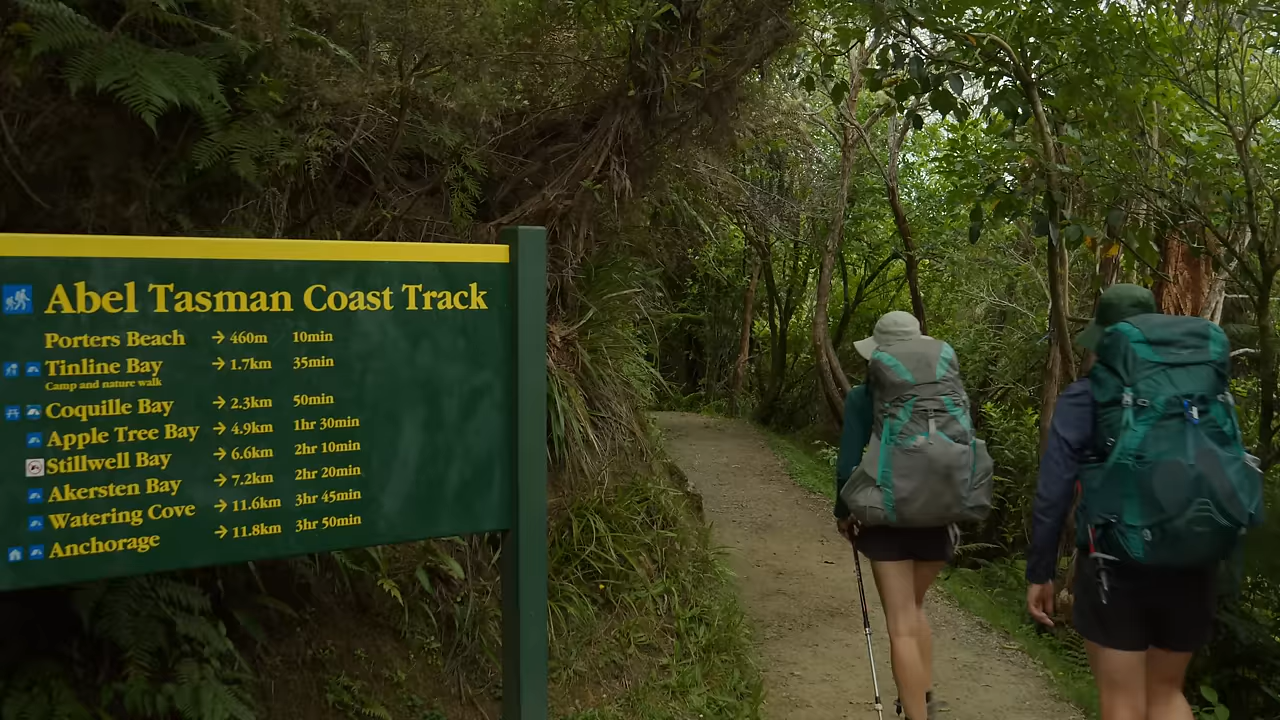 Abel Tasman Coast Track
Porters Beach → 460m 10min
Tinline Bay → 1.7km 35min
Camp and nature walk
Coquille Bay → 2.3km 50min
Apple Tree Bay → 4.9km 1hr 30min
Stillwell Bay → 6.6km 2hr 10min
Akersten Bay → 7.2km 2hr 20min
Watering Cove → 11.6km 3hr 45min
Anchorage → 11.8km 3hr 50min